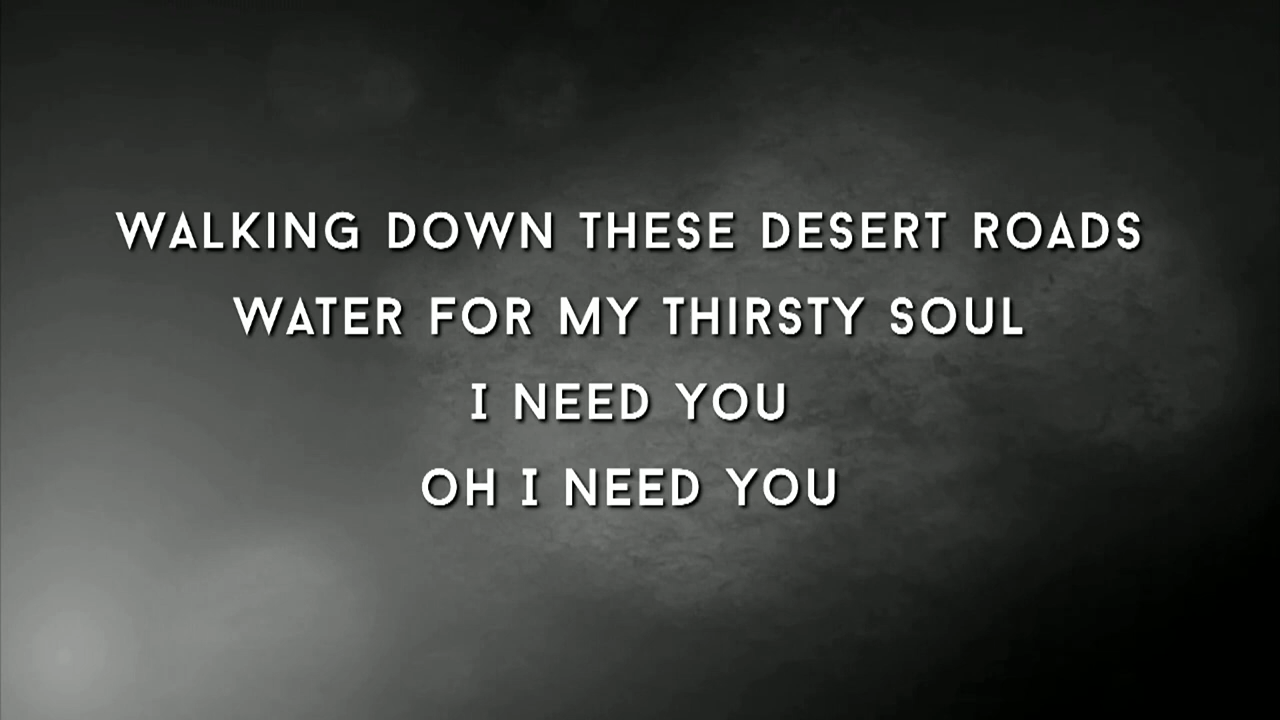 WALKING DOWN THESE DESERT ROADS
WATER FOR MY THIRSTY SOUL
I NEED YOU
OH I NEED YOU